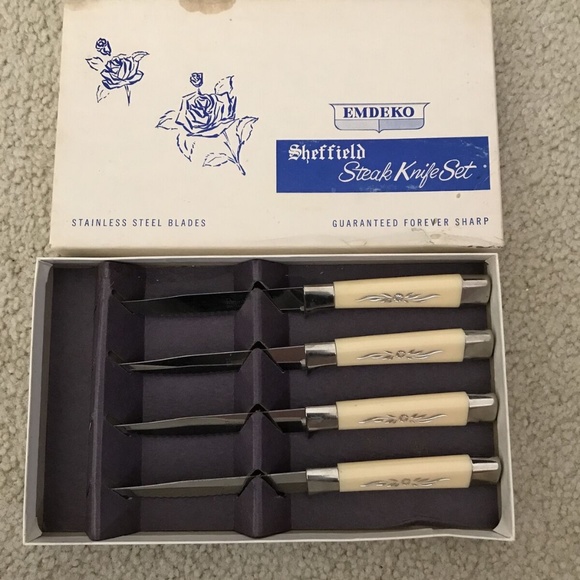 EMDEKO
Sheffield
Steak Knife Set
STAINLESS STEEL BLADES
GUARANTEED FOREVER SHARP